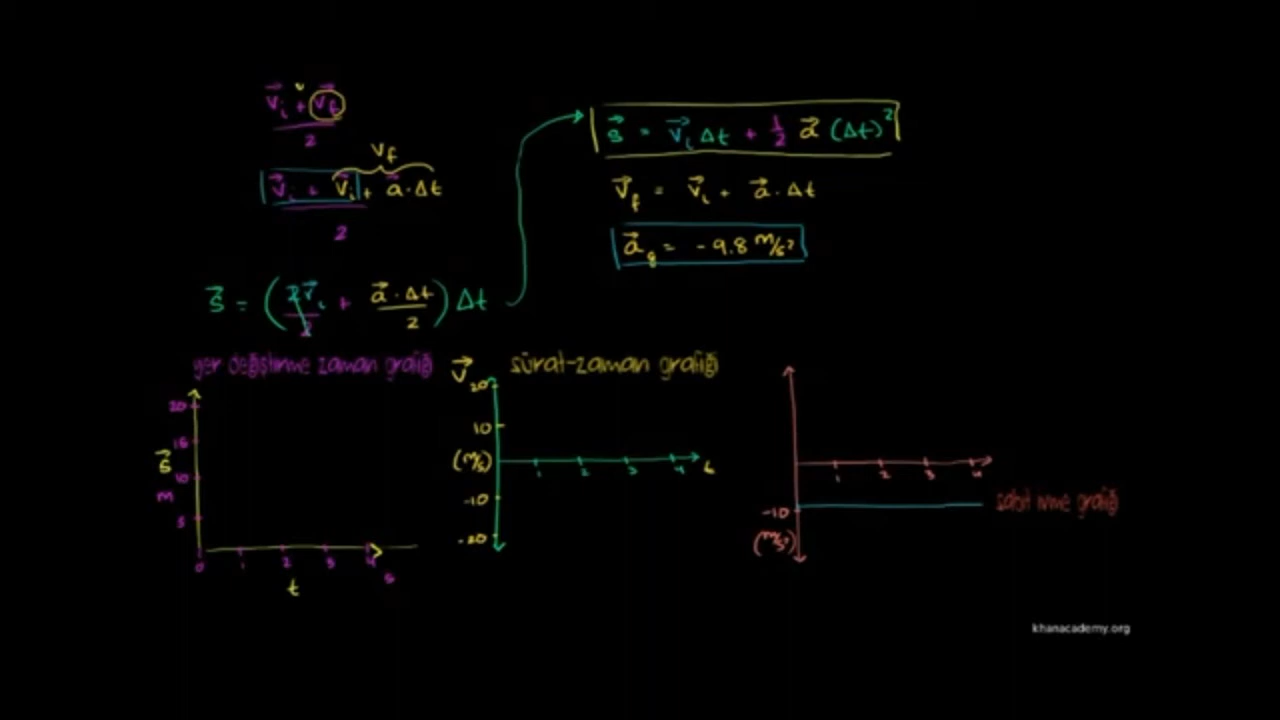 v⃗ᵢ + v⃗f
2
vf
v⃗ᵢ + v⃗ᵢ + a⃗ · Δt
2
s⃗ = (2v⃗ᵢ/2 + a⃗ · Δt/2) Δt
s⃗ = v⃗ᵢ Δt + 1/2 a⃗ (Δt)²
v⃗f = v⃗ᵢ + a⃗ · Δt
a⃗g = -9.8 m/s²
yer değiştirme zaman grafiği
s⃗
m
20
15
10
5
0 1 2 3 4
s
t
sürat-zaman grafiği
v⃗
20
10
(m/s)
-10
-20
1 2 3 4 t
1 2 3 4
-10
(m/s²)
sabit ivme grafiği
khanacademy.org